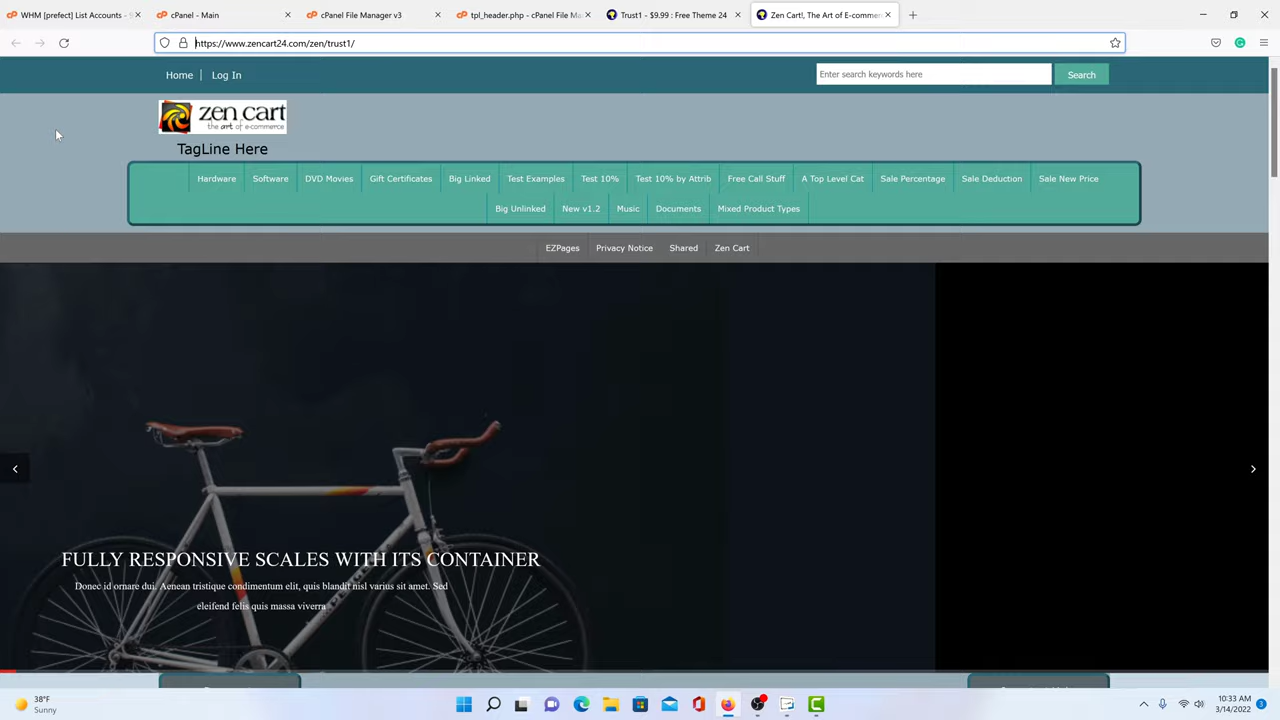 WHM [prefect] List Accounts - S
cPanel - Main
cPanel File Manager v3
tpl_header.php - cPanel File Ma
Trust1 - $9.99 : Free Theme 24
Zen Cart!, The Art of E-comme
https://www.zencart24.com/zen/trust1/
Home
Log In
Enter search keywords here
Search
zen cart
the art of e-commerce
TagLine Here
Hardware
Software
DVD Movies
Gift Certificates
Big Linked
Test Examples
Test 10%
Test 10% by Attrib
Free Call Stuff
A Top Level Cat
Sale Percentage
Sale Deduction
Sale New Price
Big Unlinked
New v1.2
Music
Documents
Mixed Product Types
EZPages
Privacy Notice
Shared
Zen Cart
FULLY RESPONSIVE SCALES WITH ITS CONTAINER
Donec id ornare dui. Aenean tristique condimentum elit, quis blandit nisl varius sit amet. Sed
eleifend felis quis massa viverra
38°F
Sunny
10:33 AM
3/14/2022
3